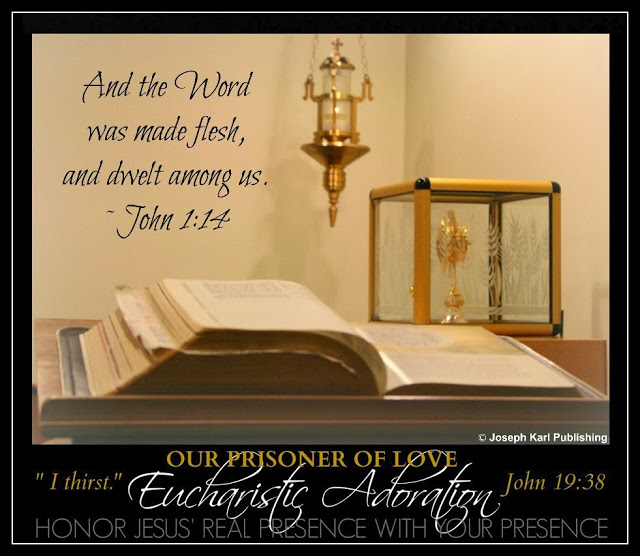 And the Word
was made flesh,
and dwelt among us.
~ John 1:14
© Joseph Karl Publishing
OUR PRISONER OF LOVE
" I thirst." Eucharistic Adoration John 19:38
HONOR JESUS' REAL PRESENCE WITH YOUR PRESENCE